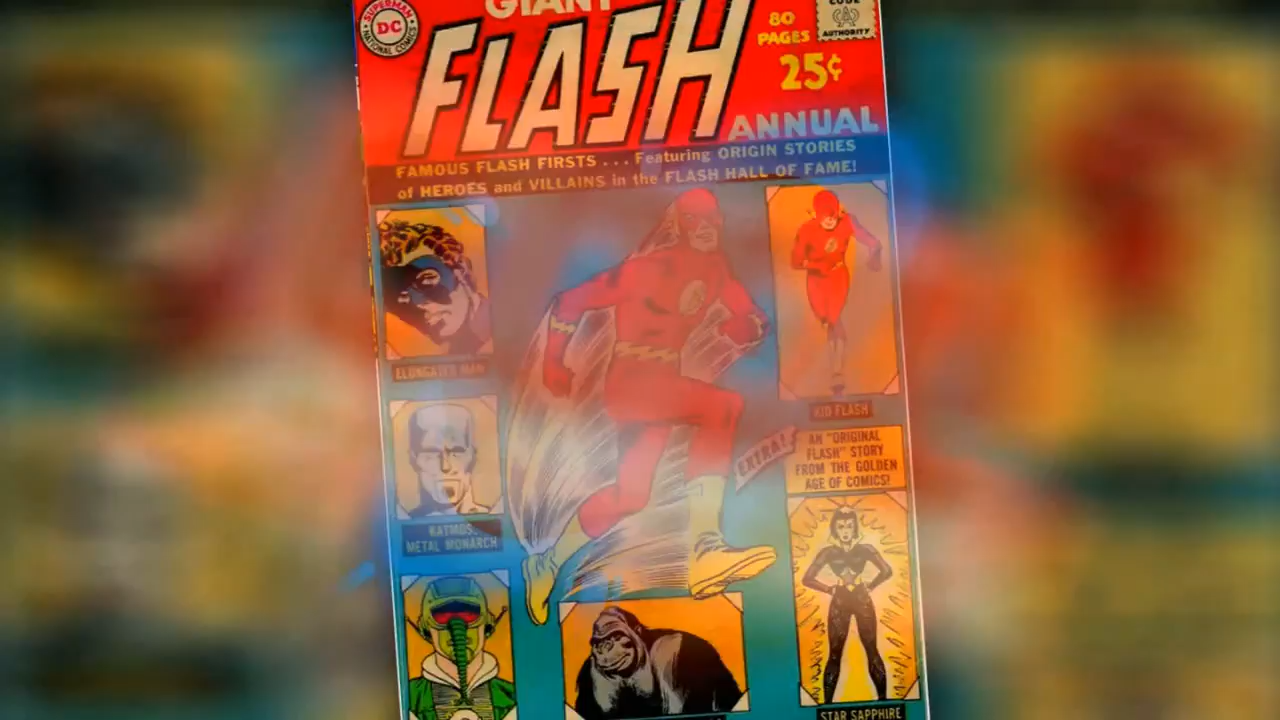 GIANT
SUPERMAN
DC
NATIONAL COMICS
FLASH
80
PAGES
25¢
CODE
AUTHORITY
ANNUAL
FAMOUS FLASH FIRSTS . . . Featuring ORIGIN STORIES
of HEROES and VILLAINS in the FLASH HALL OF FAME!
ELONGATED MAN
KID FLASH
EXTRA!
AN "ORIGINAL
FLASH" STORY
FROM THE GOLDEN
AGE OF COMICS!
KATMOS,
METAL MONARCH
STAR SAPPHIRE